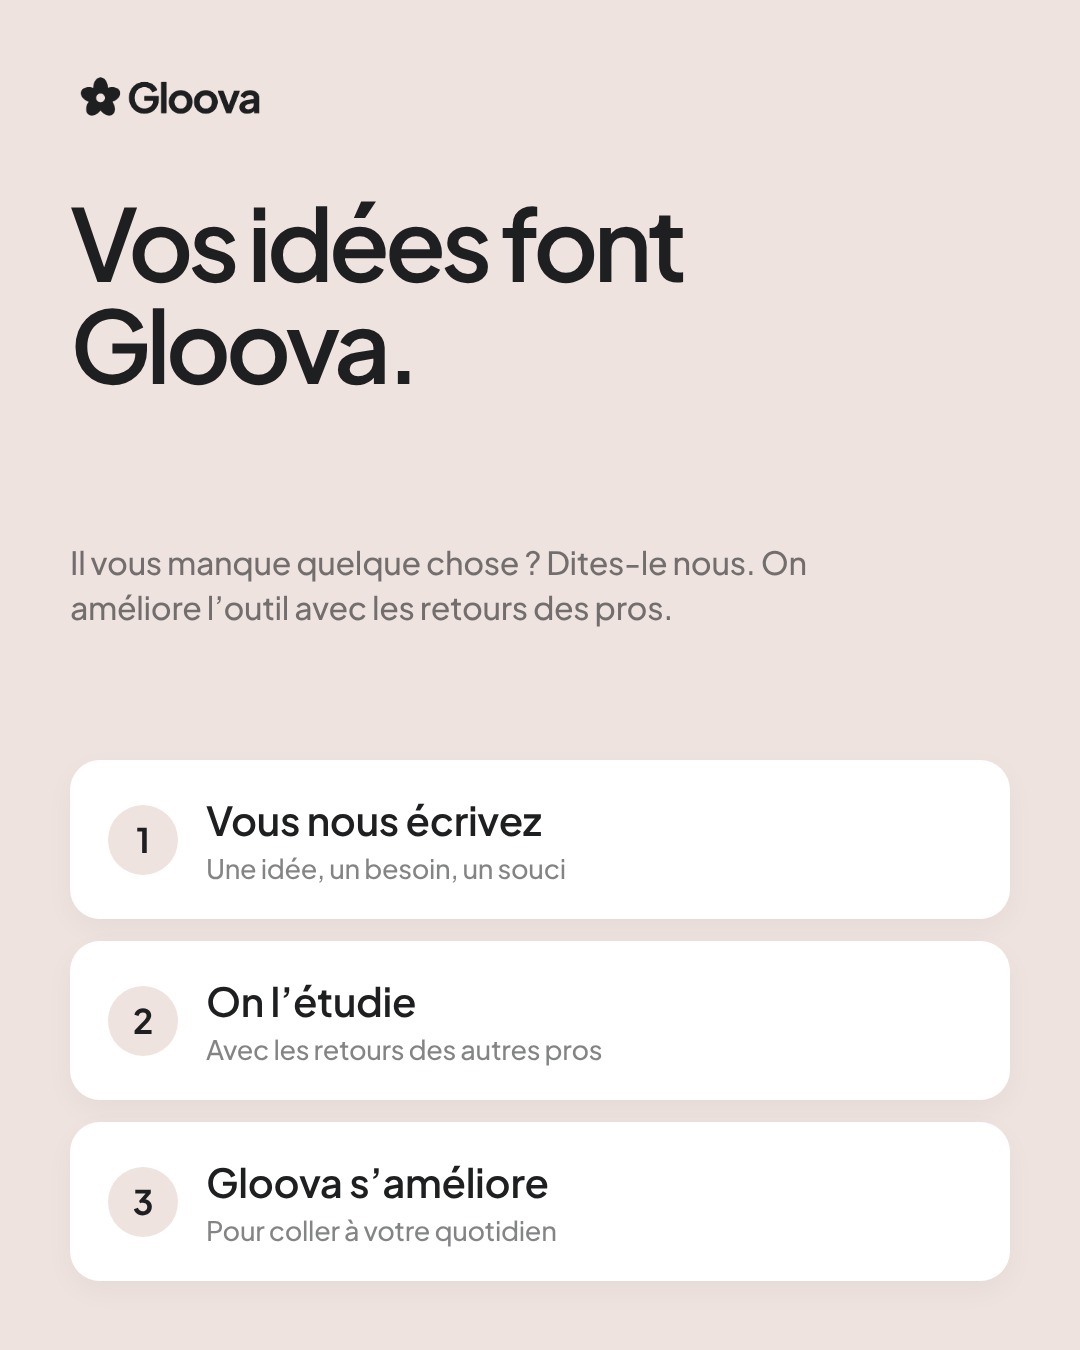 Gloova
Vos idées font
Gloova.
Il vous manque quelque chose ? Dites-le nous. On
améliore l’outil avec les retours des pros.
1
Vous nous écrivez
Une idée, un besoin, un souci
2
On l’étudie
Avec les retours des autres pros
3
Gloova s’améliore
Pour coller à votre quotidien